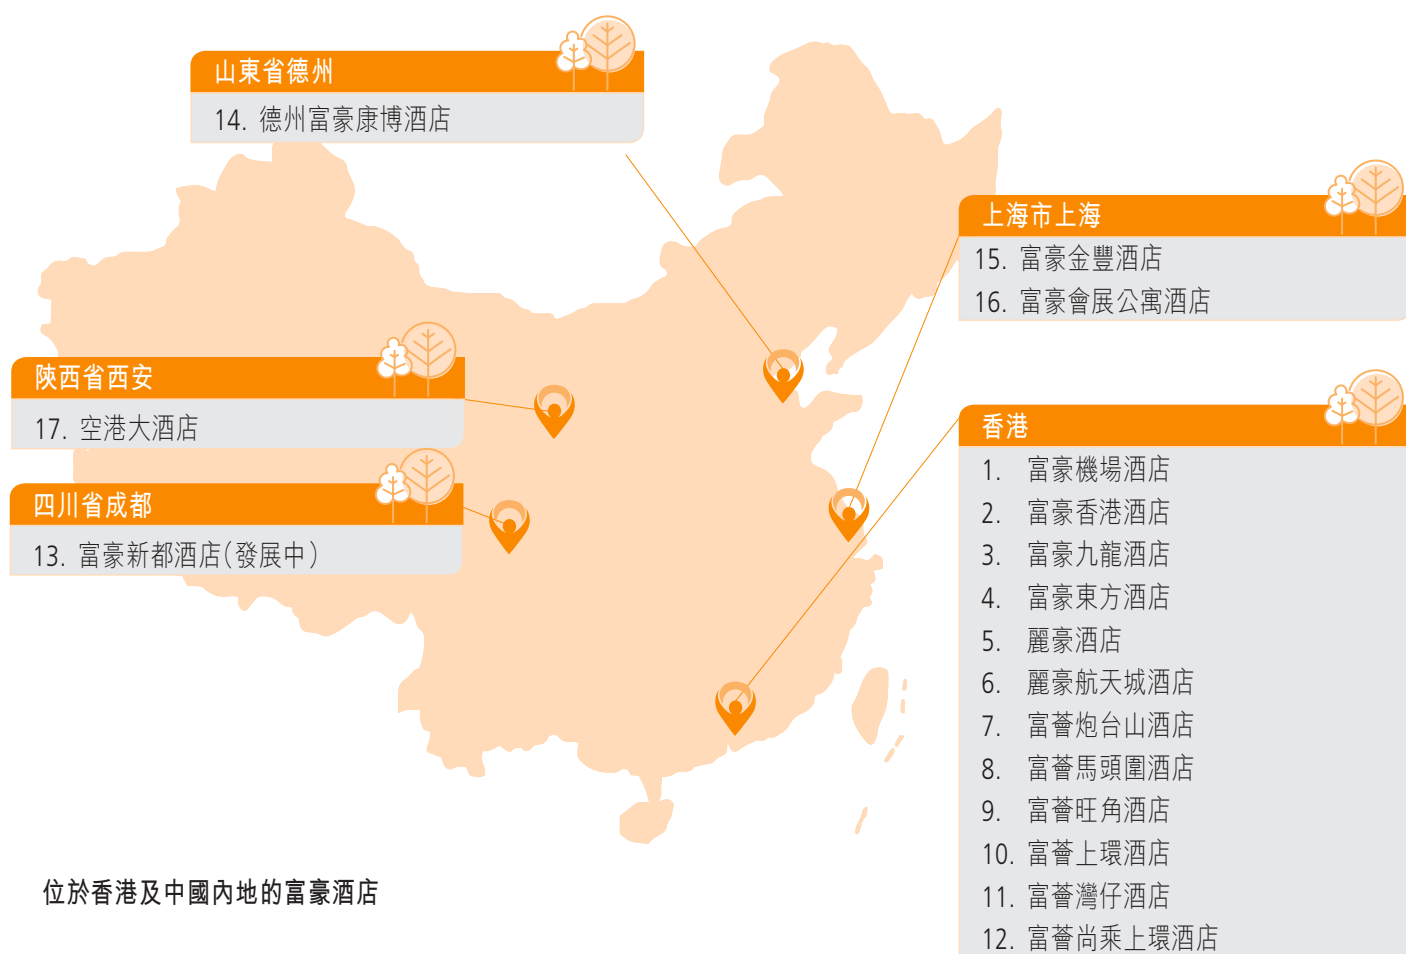 山東省德州
14. 德州富豪康博酒店
上海市上海
15. 富豪金豐酒店
16. 富豪會展公寓酒店
陝西省西安
17. 空港大酒店
四川省成都
13. 富豪新都酒店(發展中)
香港
1. 富豪機場酒店
2. 富豪香港酒店
3. 富豪九龍酒店
4. 富豪東方酒店
5. 麗豪酒店
6. 麗豪航天城酒店
7. 富薈炮台山酒店
8. 富薈馬頭圍酒店
9. 富薈旺角酒店
10. 富薈上環酒店
11. 富薈灣仔酒店
12. 富薈尚乘上環酒店
位於香港及中國內地的富豪酒店